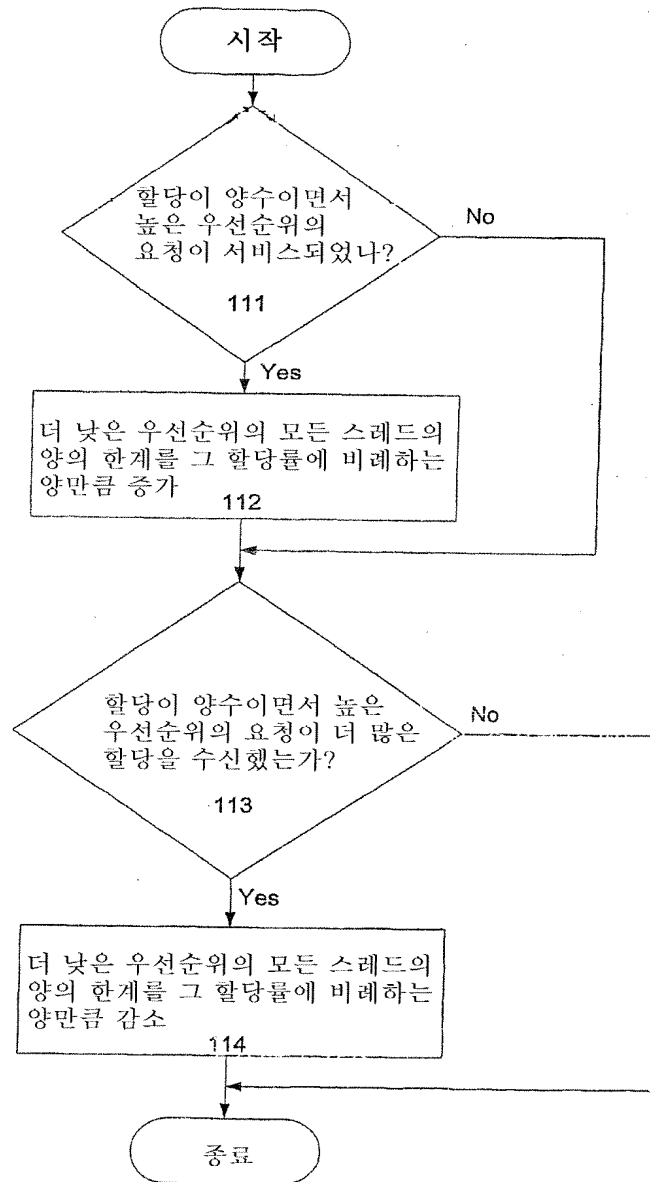 시작
할당이 양수이면서
높은 우선순위의
요청이 서비스되었나?
111
No
Yes
더 낮은 우선순위의 모든 스레드의
양의 한계를 그 할당률에 비례하는
양만큼 증가
112
할당이 양수이면서 높은
우선순위의 요청이 더 많은
할당을 수신했는가?
113
No
Yes
더 낮은 우선순위의 모든 스레드의
양의 한계를 그 할당률에 비례하는
양만큼 감소
114
종료